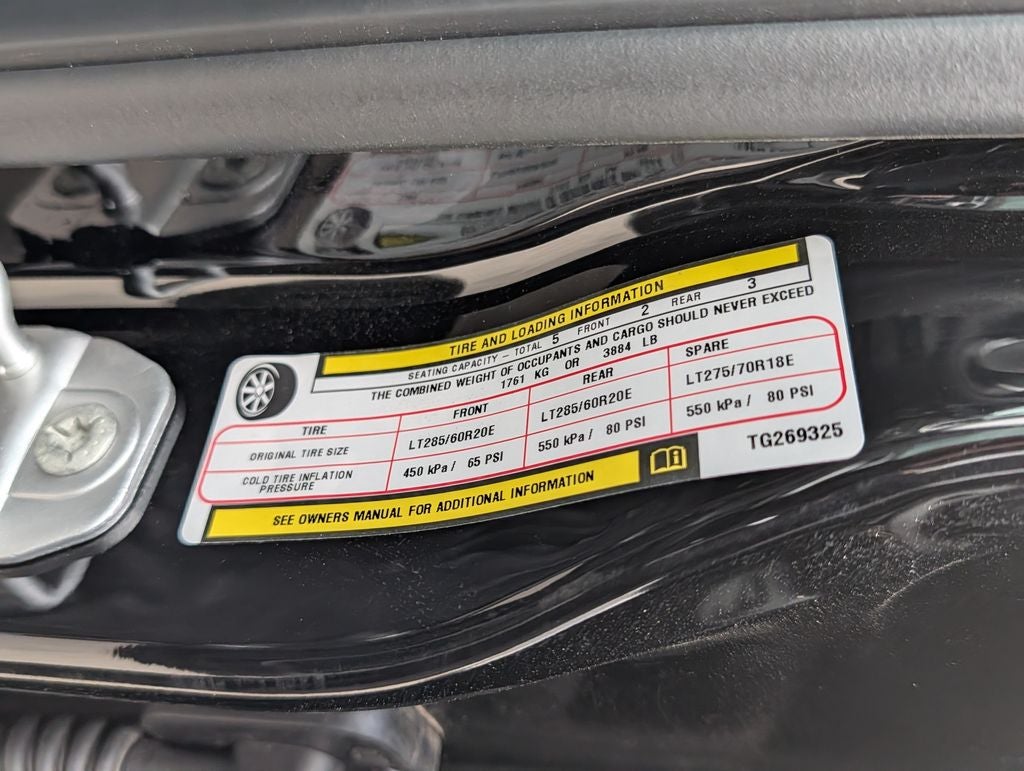 TIRE AND LOADING INFORMATION
SEATING CAPACITY – TOTAL 5 FRONT 2 REAR 3
THE COMBINED WEIGHT OF OCCUPANTS AND CARGO SHOULD NEVER EXCEED
1761 KG OR 3884 LB
TIRE FRONT REAR SPARE
ORIGINAL TIRE SIZE LT285/60R20E LT285/60R20E LT275/70R18E
COLD TIRE INFLATION PRESSURE 450 kPa / 65 PSI 550 kPa / 80 PSI 550 kPa / 80 PSI
SEE OWNERS MANUAL FOR ADDITIONAL INFORMATION
TG269325